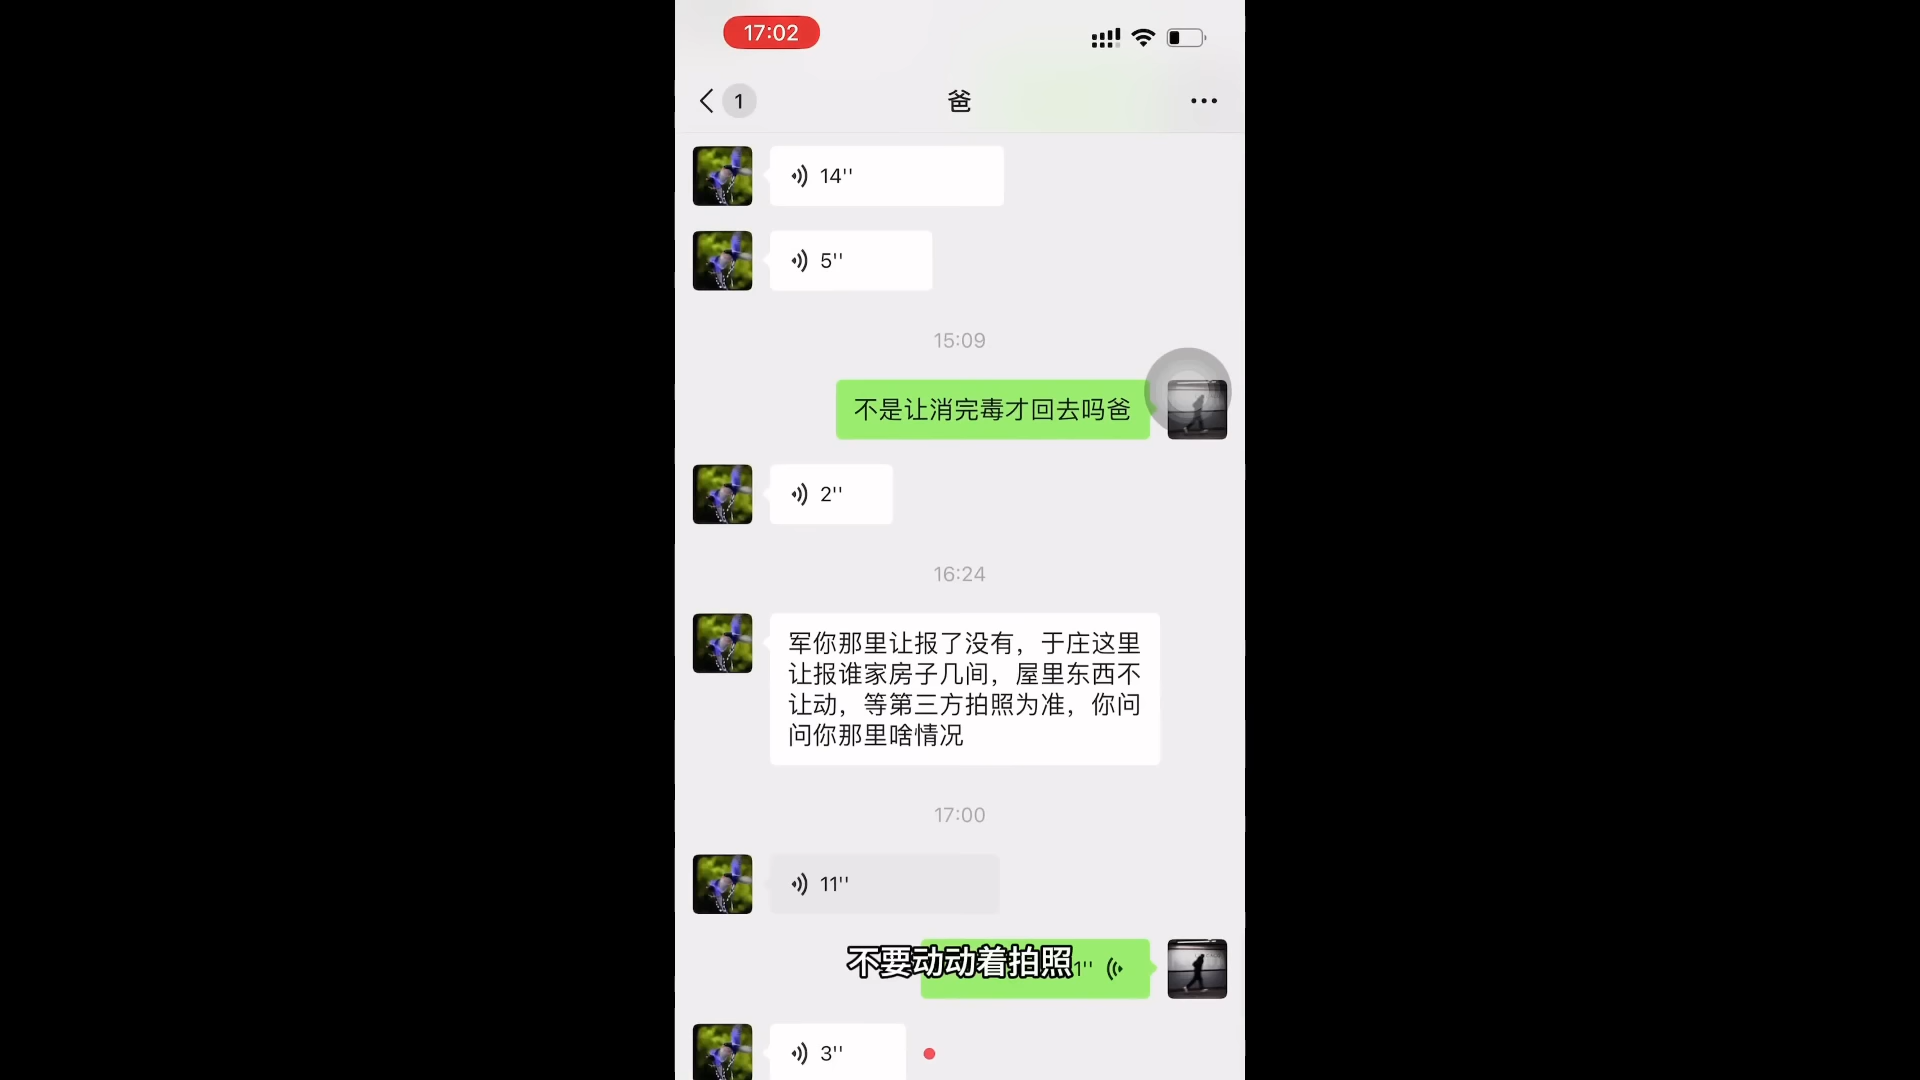 17:02
1
爸
14''
5''
15:09
不是让消完毒才回去吗爸
2''
16:24
军你那里让报了没有，于庄这里
让报谁家房子几间，屋里东西不
让动，等第三方拍照为准，你问
问你那里啥情况
17:00
11''
不要动动着拍照
3''